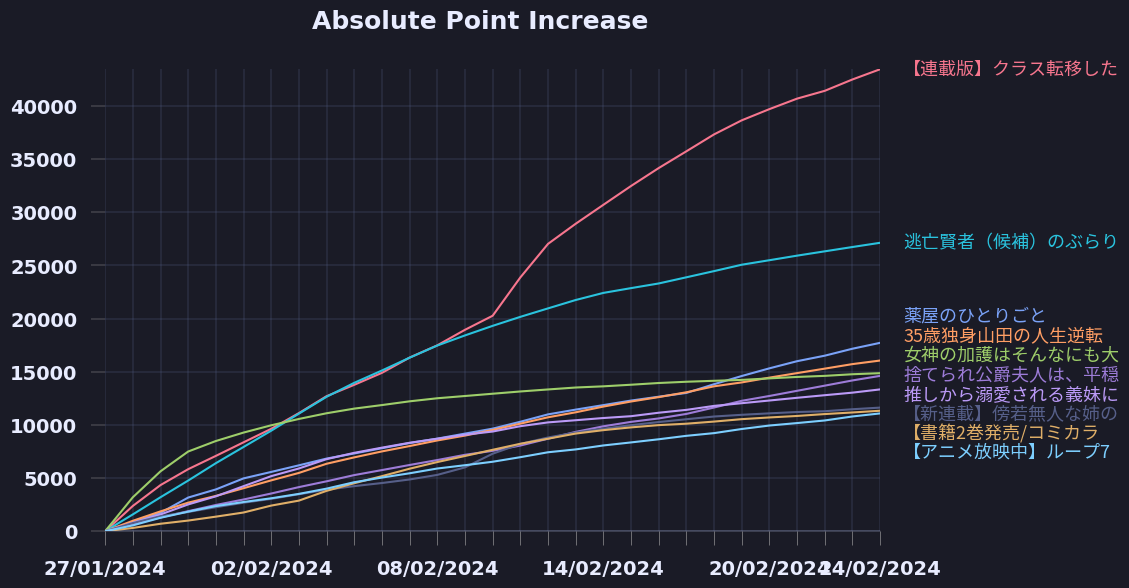 Absolute Point Increase
40000
35000
30000
25000
20000
15000
10000
5000
0
27/01/2024
02/02/2024
08/02/2024
14/02/2024
20/02/2024
24/02/2024
【連載版】クラス転移した
逃亡賢者（候補）のぶらり
薬屋のひとりごと
35歳独身山田の人生逆転
女神の加護はそんなにも大
捨てられ公爵夫人は、平穏
推しから溺愛される義妹に
【新連載】傍若無人な姉の
【書籍2巻発売/コミカラ
【アニメ放映中】ループ7